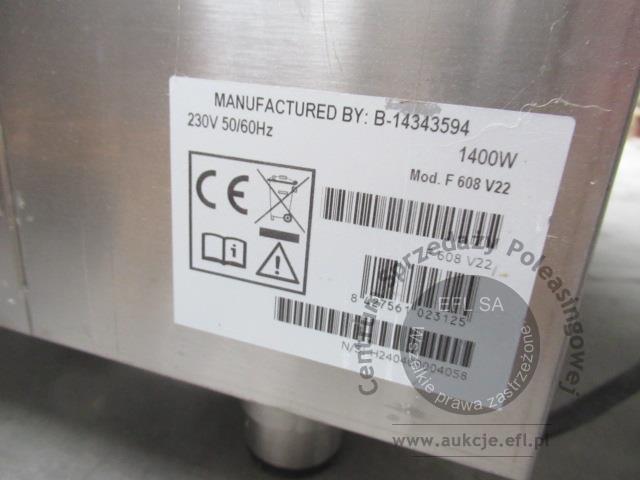 MANUFACTURED BY: B-14343594
230V 50/60Hz
1400W
Mod. F 608 V22
CE
608 V22
8 427561 023125
EFL SA
Centrum Sprzedaży Poleasingowej
prawa zastrzeżone
www.aukcje.efl.pl